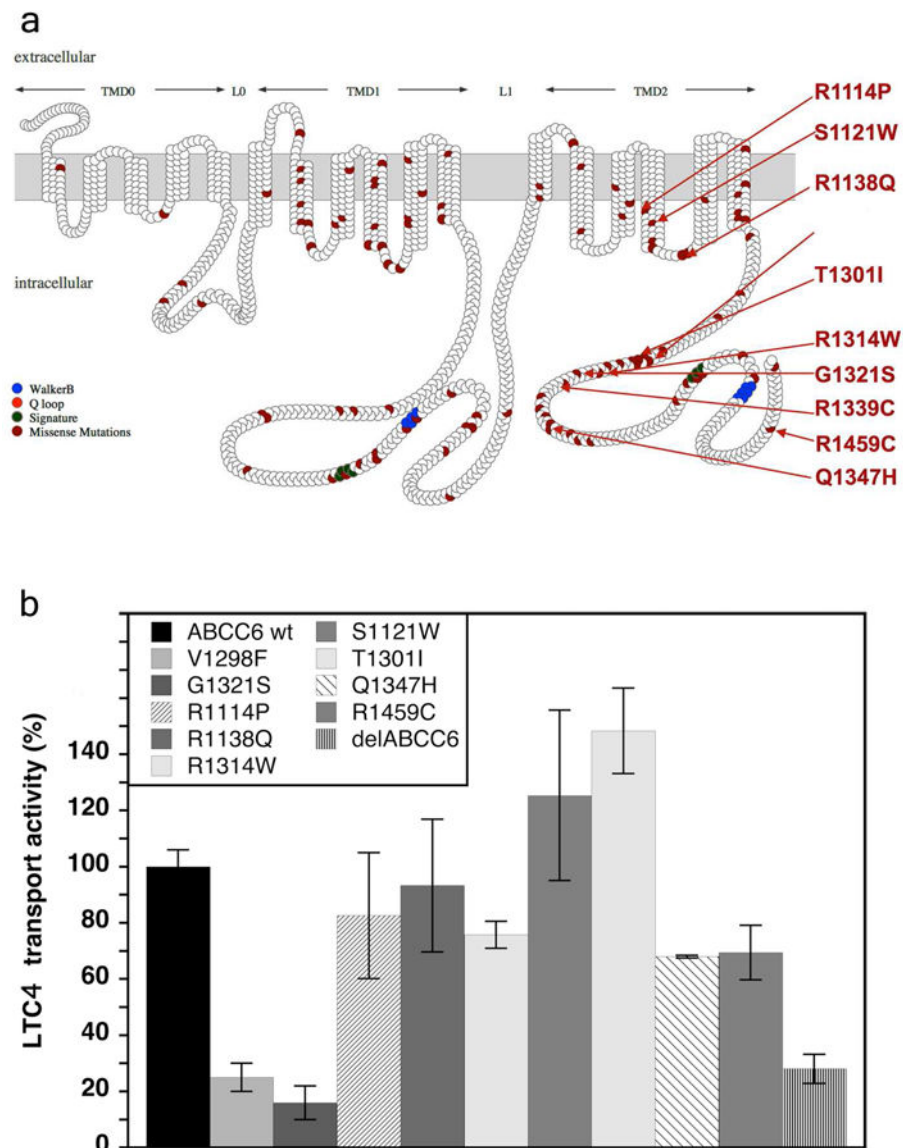 a
extracellular
TMD0
L0
TMD1
L1
TMD2
R1114P
S1121W
R1138Q
intracellular
T1301I
R1314W
G1321S
R1339C
R1459C
Q1347H
WalkerB
Q loop
Signature
Missense Mutations
b
ABCC6 wt
V1298F
G1321S
R1114P
R1138Q
R1314W
S1121W
T1301I
Q1347H
R1459C
delABCC6
LTC4 transport activity (%)
140
120
100
80
60
40
20
0